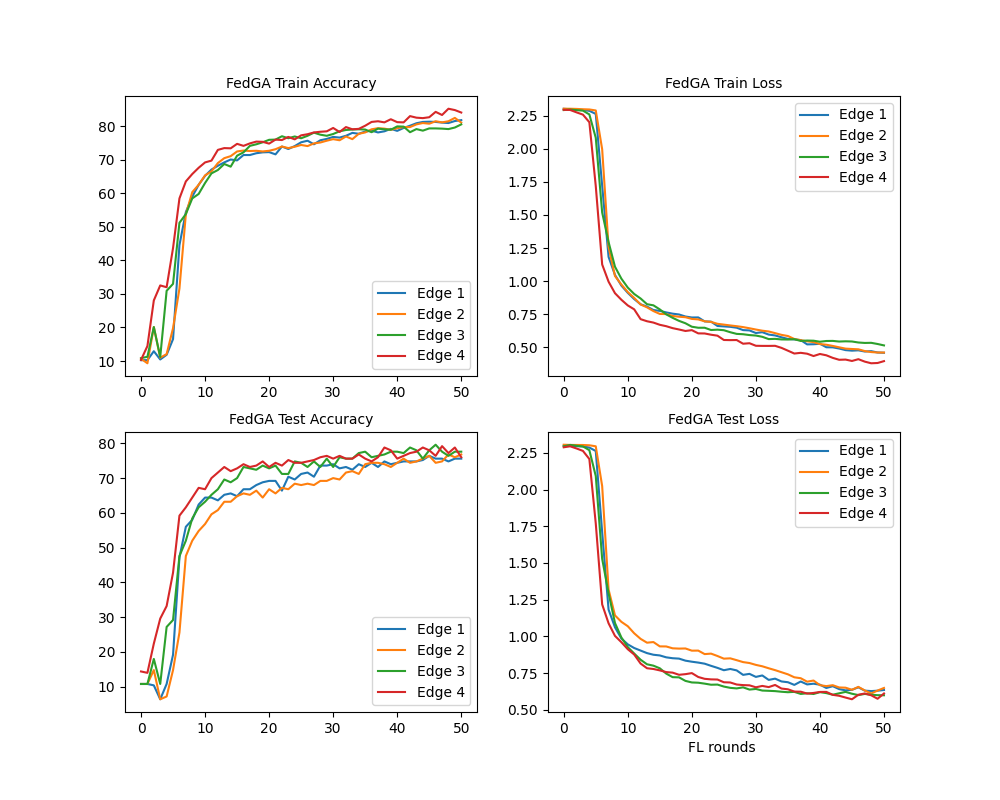 FedGA Train Accuracy
80
70
60
50
40
30
20
10
0 10 20 30 40 50
Edge 1
Edge 2
Edge 3
Edge 4
FedGA Train Loss
2.25
2.00
1.75
1.50
1.25
1.00
0.75
0.50
0 10 20 30 40 50
Edge 1
Edge 2
Edge 3
Edge 4
FedGA Test Accuracy
80
70
60
50
40
30
20
10
0 10 20 30 40 50
Edge 1
Edge 2
Edge 3
Edge 4
FedGA Test Loss
2.25
2.00
1.75
1.50
1.25
1.00
0.75
0.50
0 10 20 30 40 50
Edge 1
Edge 2
Edge 3
Edge 4
FL rounds